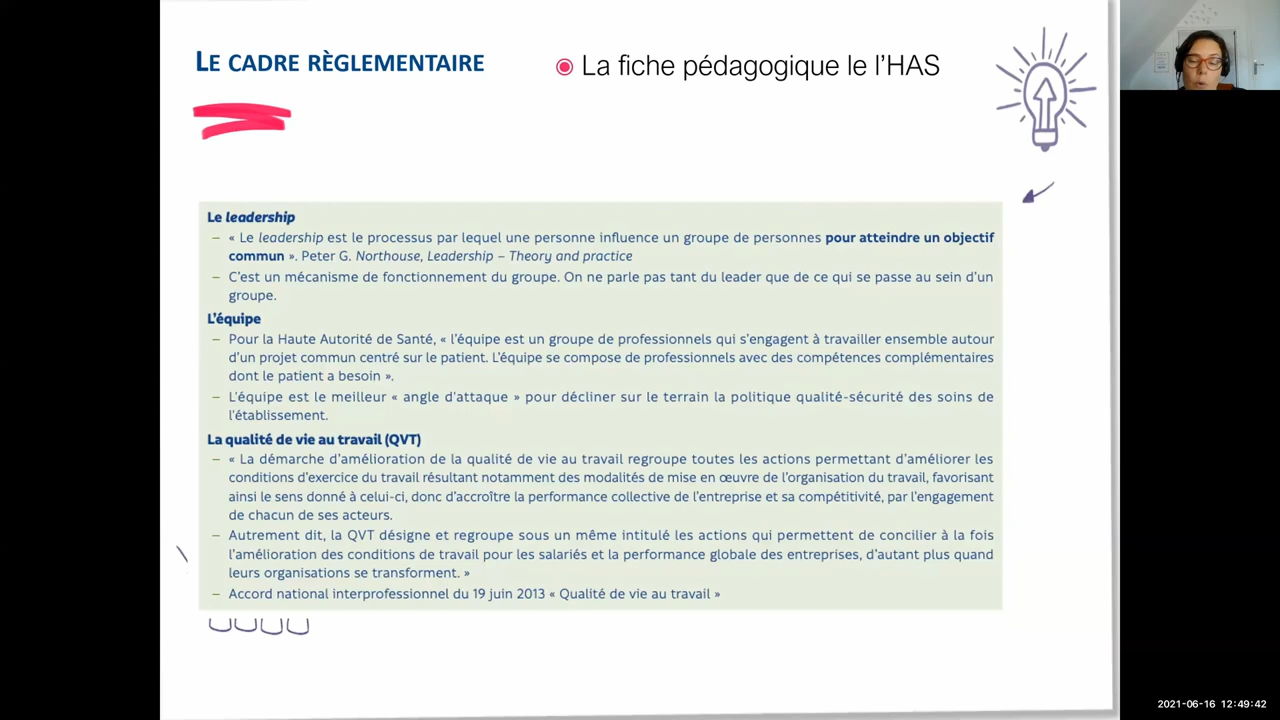 LE CADRE RÈGLEMENTAIRE
La fiche pédagogique le l'HAS
Le leadership
– « Le leadership est le processus par lequel une personne influence un groupe de personnes pour atteindre un objectif
commun ». Peter G. Northouse, Leadership – Theory and practice
– C'est un mécanisme de fonctionnement du groupe. On ne parle pas tant du leader que de ce qui se passe au sein d'un
groupe.
L'équipe
– Pour la Haute Autorité de Santé, « l'équipe est un groupe de professionnels qui s'engagent à travailler ensemble autour
d'un projet commun centré sur le patient. L'équipe se compose de professionnels avec des compétences complémentaires
dont le patient a besoin ».
– L'équipe est le meilleur « angle d'attaque » pour décliner sur le terrain la politique qualité-sécurité des soins de
l'établissement.
La qualité de vie au travail (QVT)
– « La démarche d'amélioration de la qualité de vie au travail regroupe toutes les actions permettant d'améliorer les
conditions d'exercice du travail résultant notamment des modalités de mise en œuvre de l'organisation du travail, favorisant
ainsi le sens donné à celui-ci, donc d'accroître la performance collective de l'entreprise et sa compétitivité, par l'engagement
de chacun de ses acteurs.
– Autrement dit, la QVT désigne et regroupe sous un même intitulé les actions qui permettent de concilier à la fois
l'amélioration des conditions de travail pour les salariés et la performance globale des entreprises, d'autant plus quand
leurs organisations se transforment. »
– Accord national interprofessionnel du 19 juin 2013 « Qualité de vie au travail »
2021-06-16 12:49:42